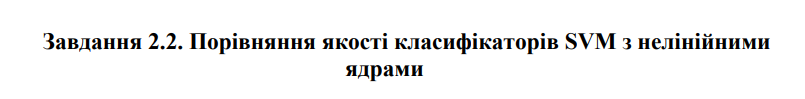 Завдання 2.2. Порівняння якості класифікаторів SVM з нелінійними
ядрами